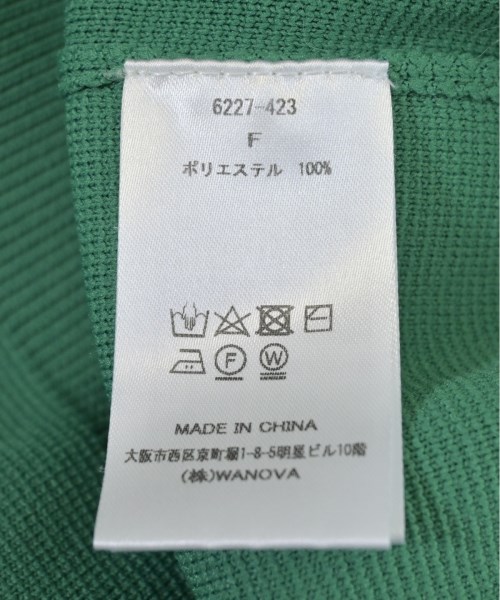 6227-423
F
ポリエステル 100%
F W
MADE IN CHINA
大阪市西区京町堀1-8-5明星ビル10階
(株)WANOVA